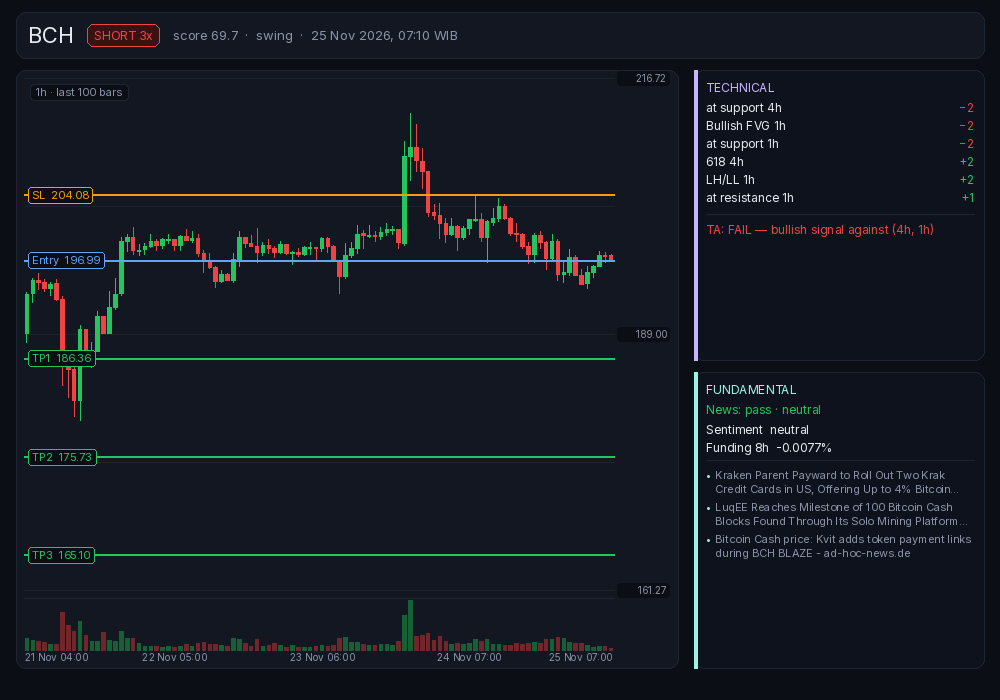 BCH SHORT 3x score 69.7 · swing · 25 Nov 2026, 07:10 WIB
1h · last 100 bars
216.72
SL 204.08
Entry 196.99
189.00
TP1 186.36
TP2 175.73
TP3 165.10
161.27
21 Nov 04:00 22 Nov 05:00 23 Nov 06:00 24 Nov 07:00 25 Nov 07:00
TECHNICAL
at support 4h −2
Bullish FVG 1h −2
at support 1h −2
618 4h +2
LH/LL 1h +2
at resistance 1h +1
TA: FAIL — bullish signal against (4h, 1h)
FUNDAMENTAL
News: pass · neutral
Sentiment neutral
Funding 8h -0.0077%
• Kraken Parent Payward to Roll Out Two Krak
Credit Cards in US, Offering Up to 4% Bitcoin…
• LuqEE Reaches Milestone of 100 Bitcoin Cash
Blocks Found Through Its Solo Mining Platform…
• Bitcoin Cash price: Kvit adds token payment links
during BCH BLAZE - ad-hoc-news.de